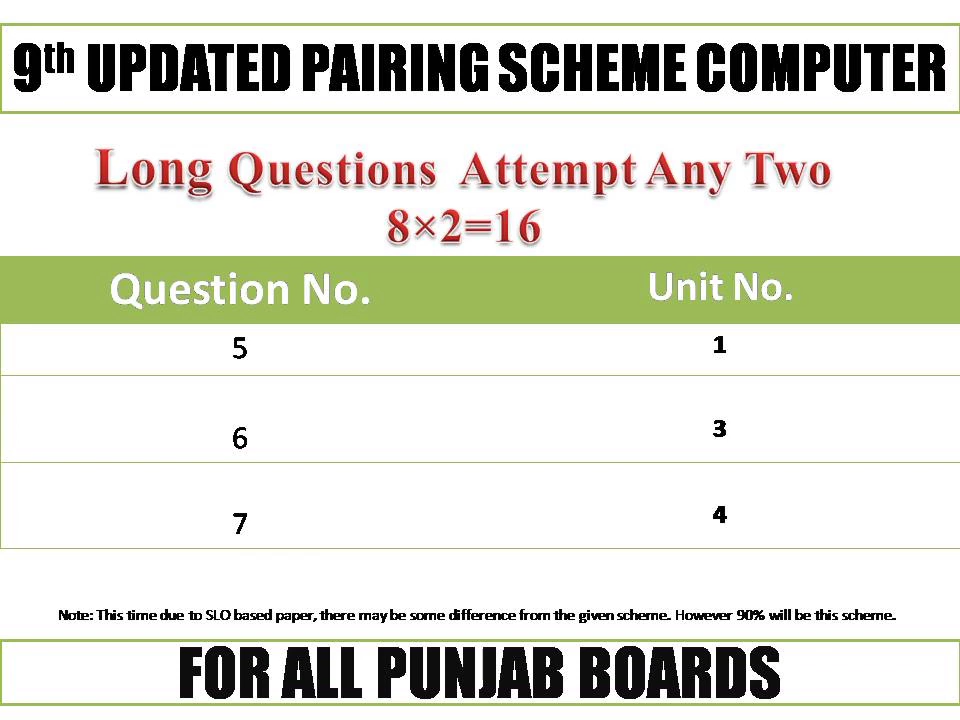 9th UPDATED PAIRING SCHEME COMPUTER
Long Questions Attempt Any Two
8×2=16
Question No. Unit No.
5 1
6 3
7 4
Note: This time due to SLO based paper, there may be some difference from the given scheme. However 90% will be this scheme.
FOR ALL PUNJAB BOARDS